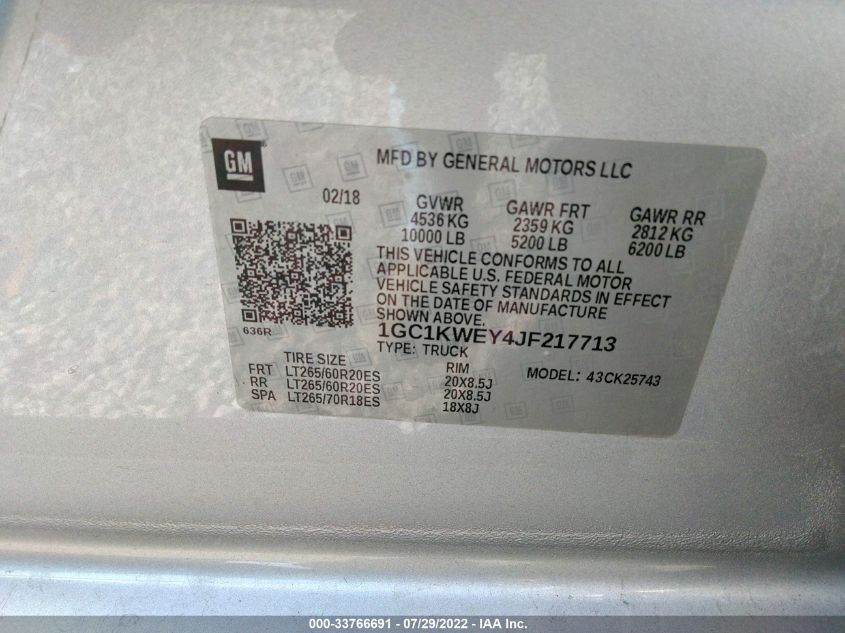 GM
MFD BY GENERAL MOTORS LLC
02/18
GVWR GAWR FRT GAWR RR
4536 KG 2359 KG 2812 KG
10000 LB 5200 LB 6200 LB
THIS VEHICLE CONFORMS TO ALL
APPLICABLE U.S. FEDERAL MOTOR
VEHICLE SAFETY STANDARDS IN EFFECT
ON THE DATE OF MANUFACTURE
SHOWN ABOVE.
636R
1GC1KWEY4JF217713
TYPE: TRUCK
TIRE SIZE RIM MODEL: 43CK25743
FRT LT265/60R20ES 20X8.5J
RR LT265/60R20ES 20X8.5J
SPA LT265/70R18ES 18X8J
000-33766691 - 07/29/2022 - IAA Inc.